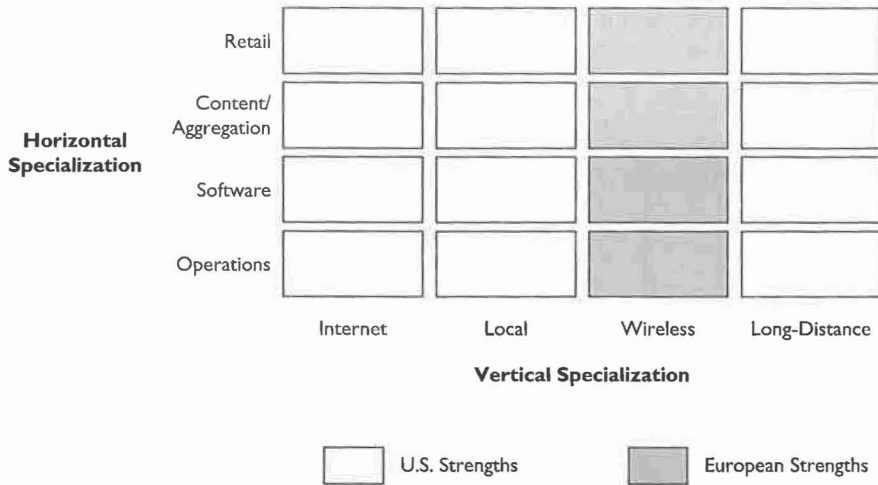 Retail
Content/
Aggregation
Horizontal
Specialization
Software
Operations
Internet Local Wireless Long-Distance
Vertical Specialization
U.S. Strengths European Strengths